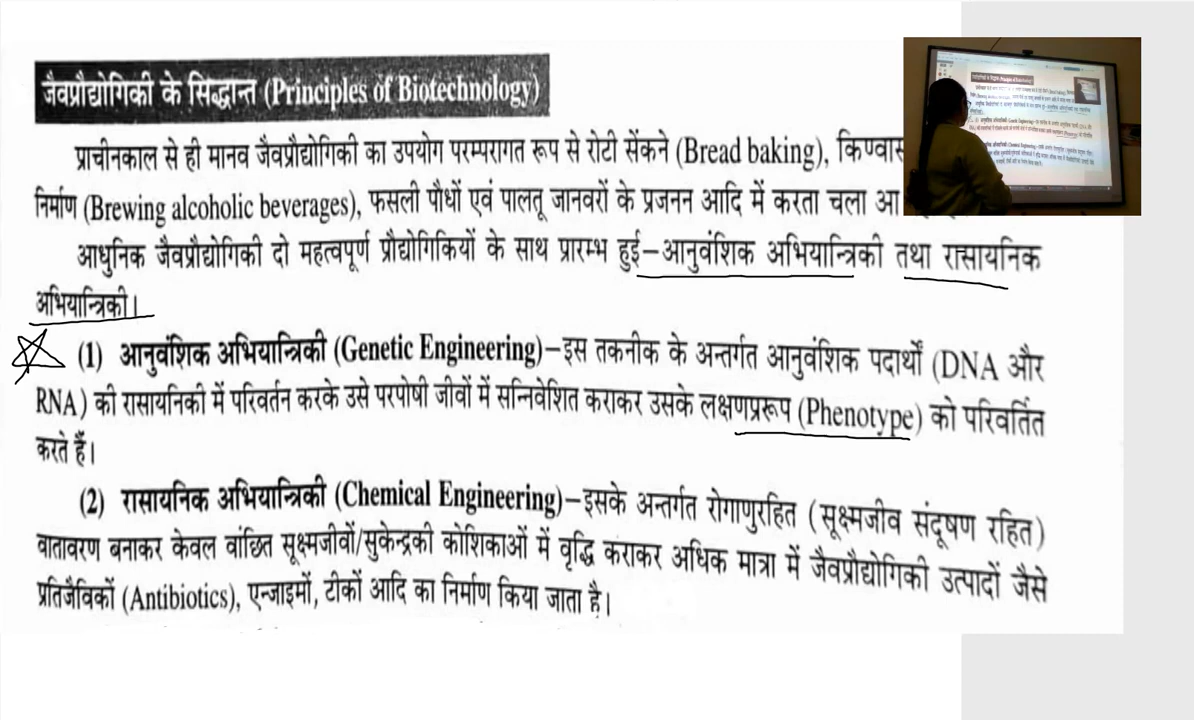 जैवप्रौद्योगिकी के सिद्धान्त (Principles of Biotechnology)
प्राचीनकाल से ही मानव जैवप्रौद्योगिकी का उपयोग परम्परागत रूप से रोटी सेंकने (Bread baking),
निर्माण (Brewing alcoholic beverages), फसली पौधों एवं पालतू जानवरों के प्रजनन आदि में करता चला आ
आधुनिक जैवप्रौद्योगिकी दो महत्वपूर्ण प्रौद्योगिकियों के साथ प्रारम्भ हुई–आनुवंशिक अभियान्त्रिकी तथा रासायनिक
अभियान्त्रिकी।
(1) आनुवंशिक अभियान्त्रिकी (Genetic Engineering)–इस तकनीक के अन्तर्गत आनुवंशिक पदार्थों (DNA और
RNA) की रासायनिकी में परिवर्तन करके उसे परपोषी जीवों में सन्निवेशित कराकर उसके लक्षणप्ररूप (Phenotype) को परिवर्तित
करते हैं।
(2) रासायनिक अभियान्त्रिकी (Chemical Engineering)–इसके अन्तर्गत रोगाणुरहित (सूक्ष्मजीव संदूषण रहित)
वातावरण बनाकर केवल वांछित सूक्ष्मजीवों/सुकेन्द्रकी कोशिकाओं में वृद्धि कराकर अधिक मात्रा में जैवप्रौद्योगिकी उत्पादों जैसे
प्रतिजैविकों (Antibiotics), एन्जाइमों, टीकों आदि का निर्माण किया जाता है।